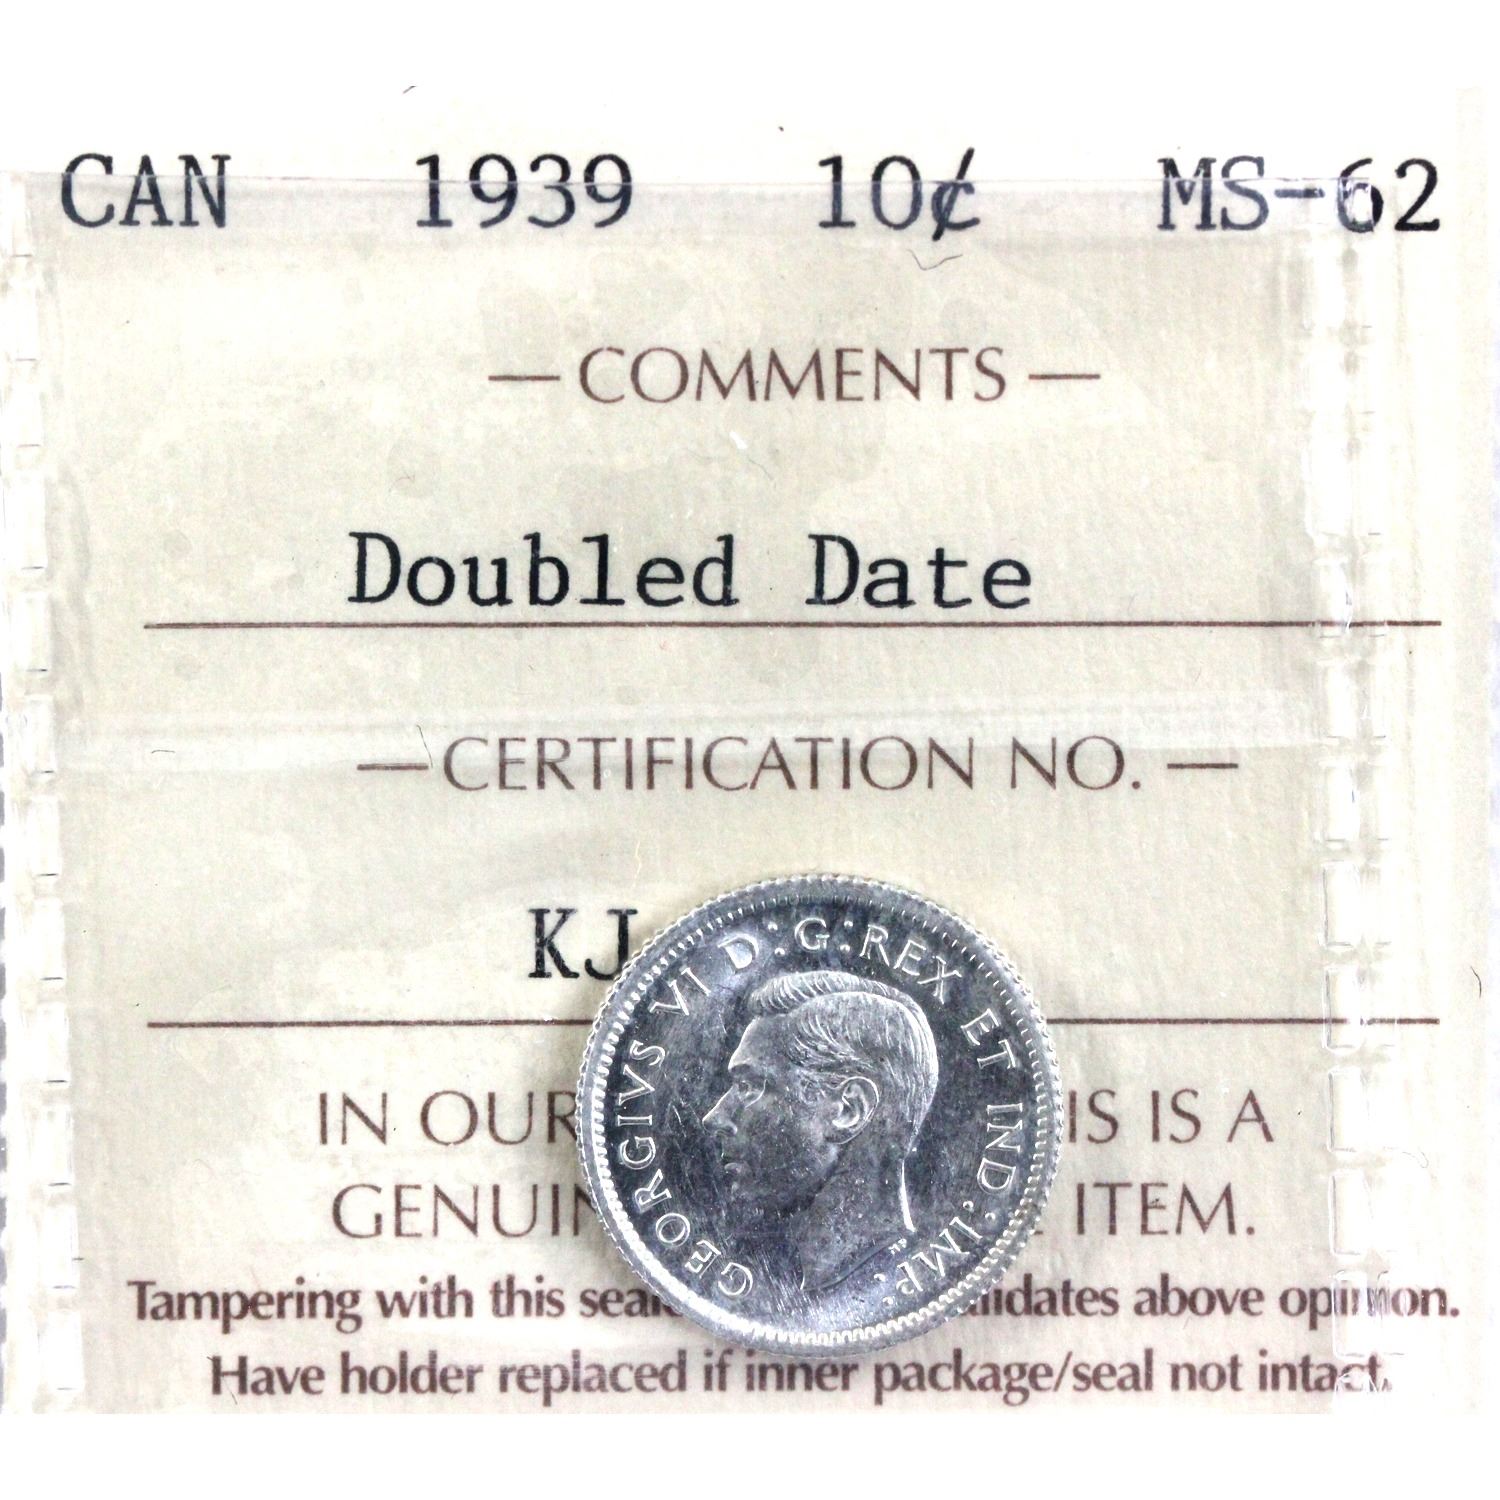 CAN 1939 10¢ MS-62
— COMMENTS —
Doubled Date
— CERTIFICATION NO. —
KJ
GEORGIVS VI D:G:REX ET IND:IMP:
IN OUR IS IS A
GENUIN ITEM.
Tampering with this seal idates above opinion.
Have holder replaced if inner package/seal not intact.